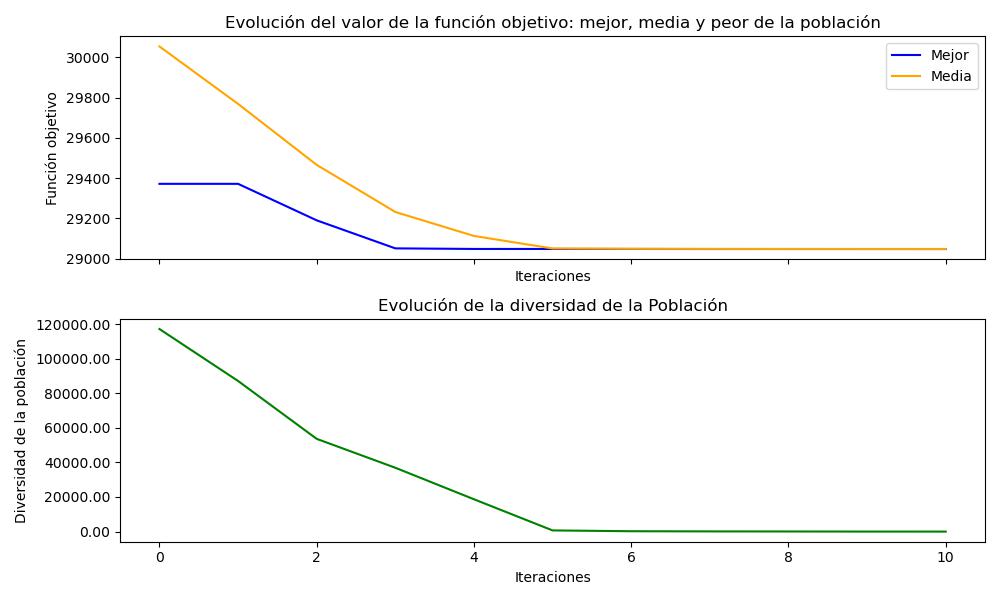 Evolución del valor de la función objetivo: mejor, media y peor de la población
Función objetivo
30000
29800
29600
29400
29200
29000
Mejor
Media
Iteraciones
Evolución de la diversidad de la Población
Diversidad de la población
120000.00
100000.00
80000.00
60000.00
40000.00
20000.00
0.00
0 2 4 6 8 10
Iteraciones